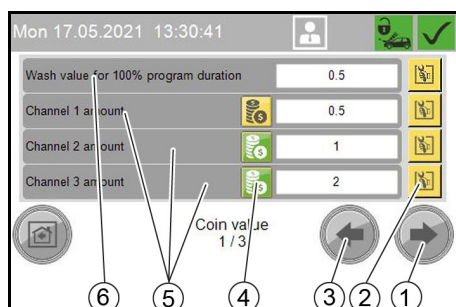 Mon 17.05.2021 13:30:41
Wash value for 100% program duration 0.5
Channel 1 amount 0.5
Channel 2 amount 1
Channel 3 amount 2
Coin value
1 / 3
6 5 4 3 2 1